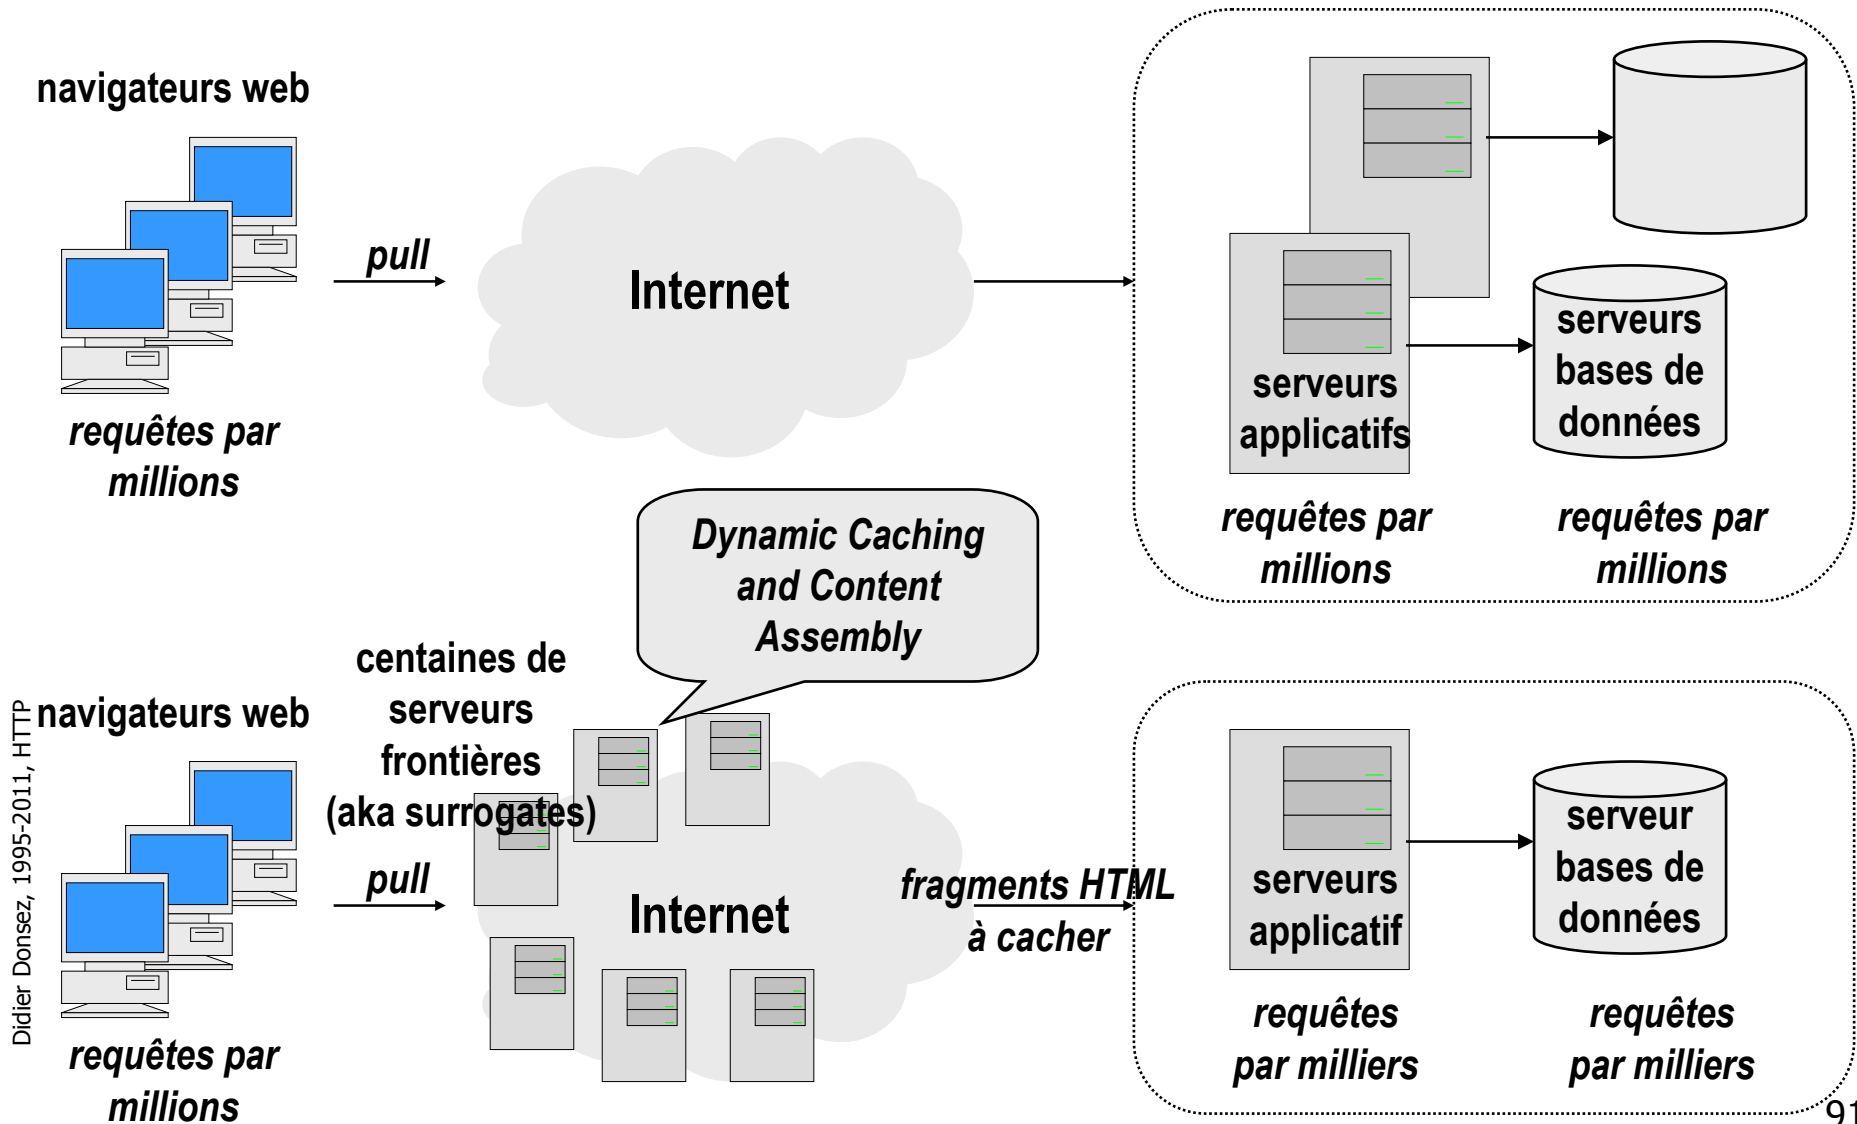 navigateurs web
pull
Internet
requêtes par
millions
serveurs
applicatifs
serveurs
bases de
données
requêtes par
millions
requêtes par
millions
Dynamic Caching
and Content
Assembly
navigateurs web
centaines de
serveurs
frontières
(aka surrogates)
pull
Internet
fragments HTML
à cacher
serveurs
applicatif
serveur
bases de
données
requêtes
par milliers
requêtes
par milliers
requêtes par
millions
Didier Donsez, 1995-2011, HTTP
91